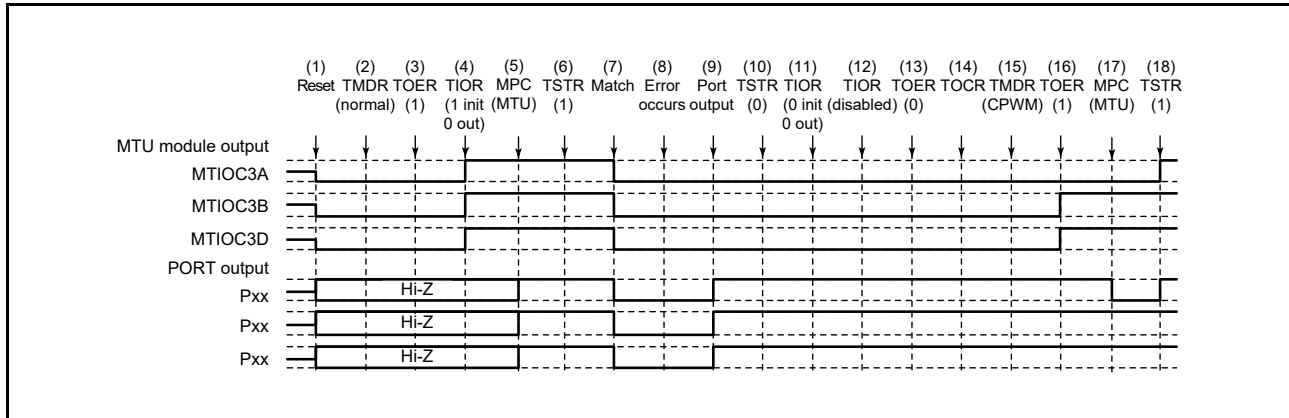 (1) (2) (3) (4) (5) (6) (7) (8) (9) (10) (11) (12) (13) (14) (15) (16) (17) (18)
Reset TMDR TOER TIOR MPC TSTR Match Error Port TSTR TIOR TIOR TOER TOCR TMDR TOER MPC TSTR
(normal) (1) (1 init (MTU) (1) occurs output (0) (0 init (disabled) (0) (CPWM) (1) (MTU) (1)
0 out) 0 out)
MTU module output
MTIOC3A
MTIOC3B
MTIOC3D
PORT output
Pxx Hi-Z
Pxx Hi-Z
Pxx Hi-Z